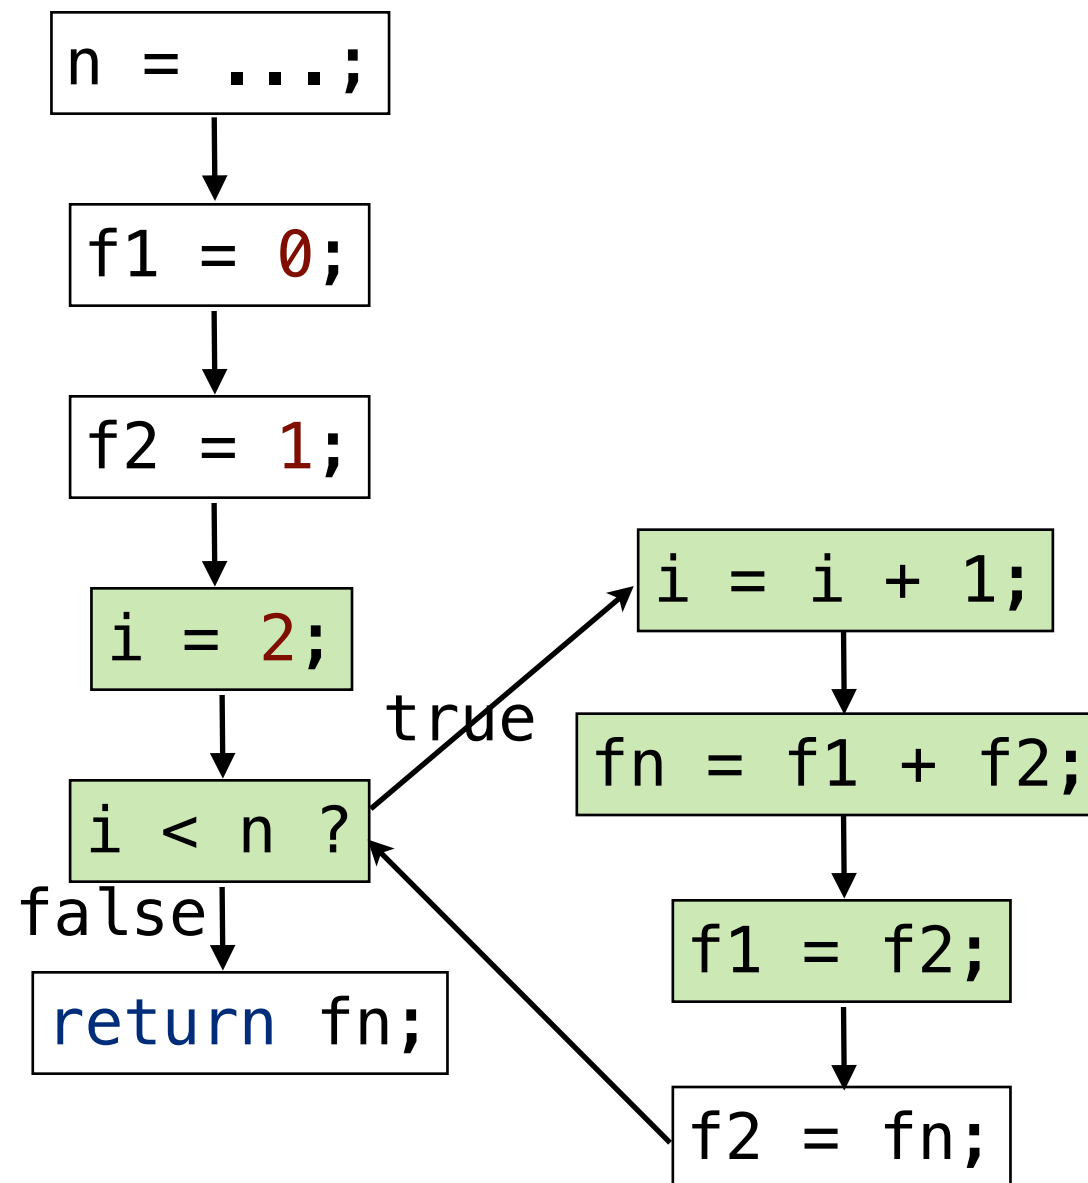 n = ...;
f1 = 0;
f2 = 1;
i = 2;
i < n ?
false
return fn;
true
i = i + 1;
fn = f1 + f2;
f1 = f2;
f2 = fn;